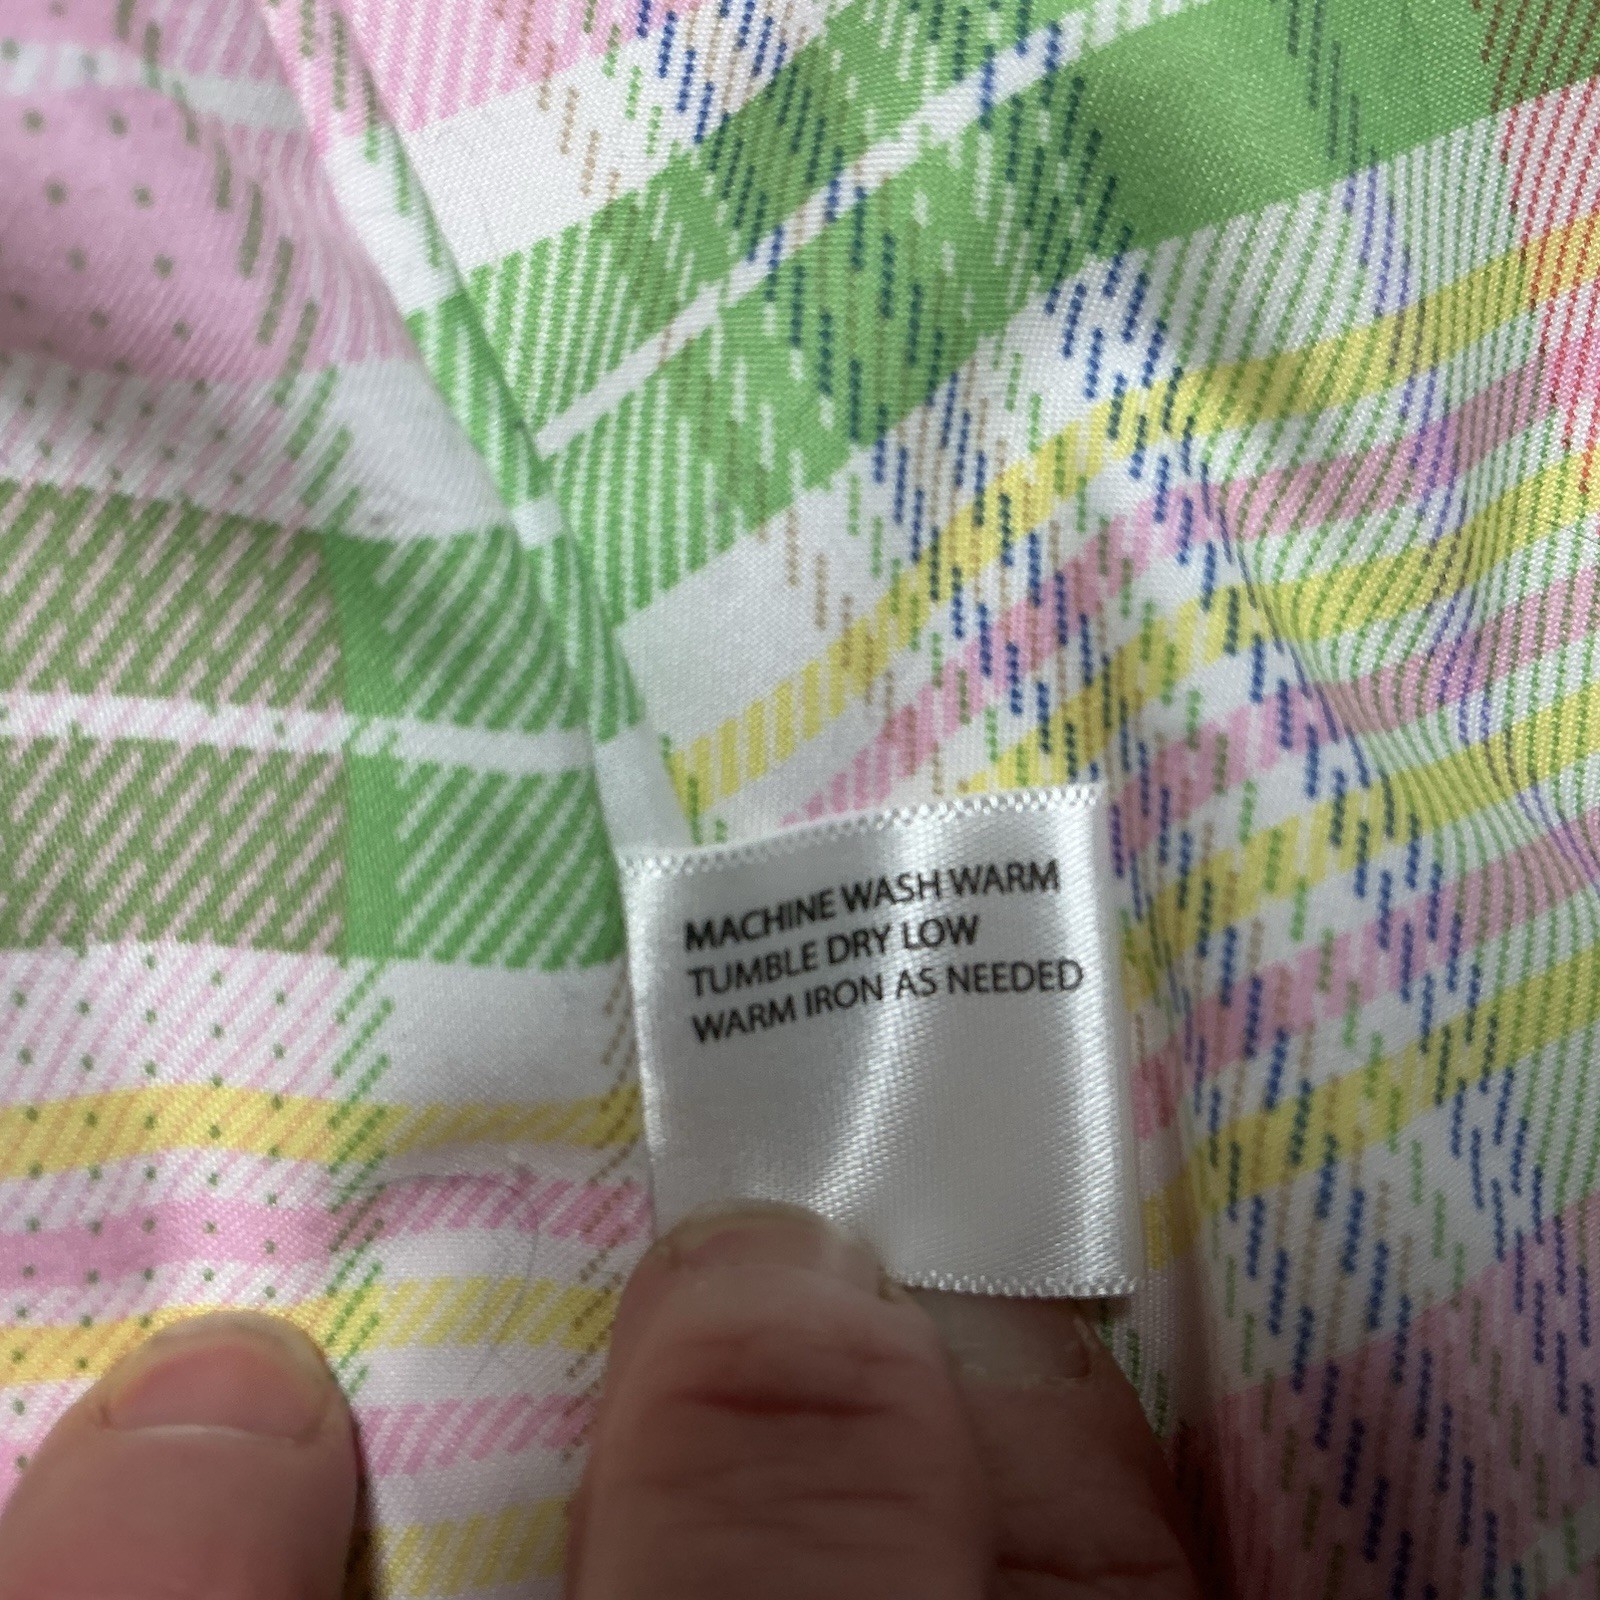 MACHINE WASH WARM
TUMBLE DRY LOW
WARM IRON AS NEEDED